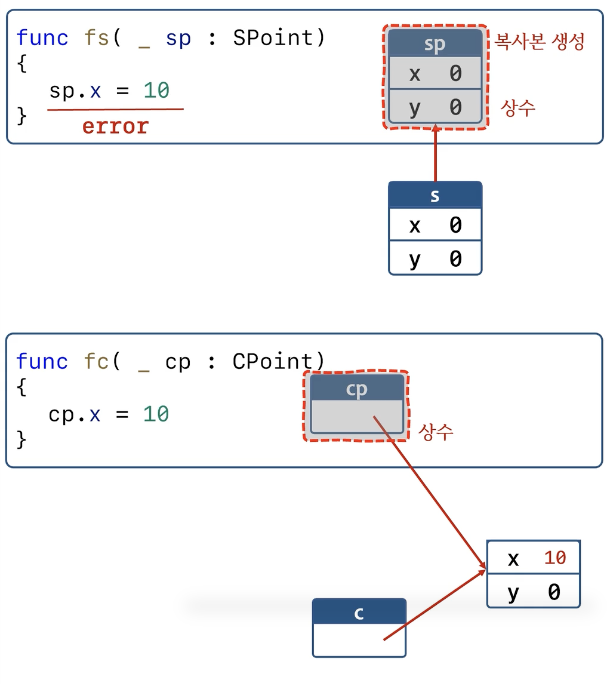 func fs( _ sp : SPoint)
{
sp.x = 10
error
}
sp
x 0
y 0
복사본 생성
상수
s
x 0
y 0
func fc( _ cp : CPoint)
{
cp.x = 10
}
cp
상수
x 10
y 0
c